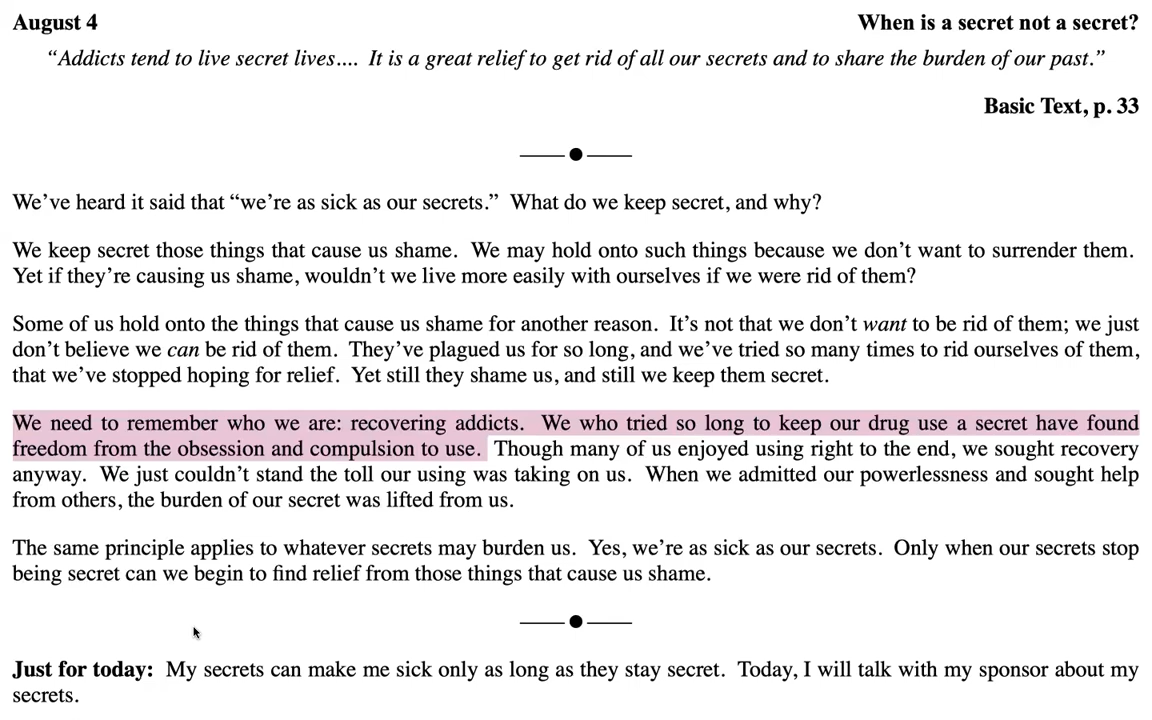 August 4
When is a secret not a secret?
“Addicts tend to live secret lives.... It is a great relief to get rid of all our secrets and to share the burden of our past.”
Basic Text, p. 33
We’ve heard it said that “we’re as sick as our secrets.” What do we keep secret, and why?
We keep secret those things that cause us shame. We may hold onto such things because we don’t want to surrender them.
Yet if they’re causing us shame, wouldn’t we live more easily with ourselves if we were rid of them?
Some of us hold onto the things that cause us shame for another reason. It’s not that we don’t want to be rid of them; we just
don’t believe we can be rid of them. They’ve plagued us for so long, and we’ve tried so many times to rid ourselves of them,
that we’ve stopped hoping for relief. Yet still they shame us, and still we keep them secret.
We need to remember who we are: recovering addicts. We who tried so long to keep our drug use a secret have found
freedom from the obsession and compulsion to use. Though many of us enjoyed using right to the end, we sought recovery
anyway. We just couldn’t stand the toll our using was taking on us. When we admitted our powerlessness and sought help
from others, the burden of our secret was lifted from us.
The same principle applies to whatever secrets may burden us. Yes, we’re as sick as our secrets. Only when our secrets stop
being secret can we begin to find relief from those things that cause us shame.
Just for today: My secrets can make me sick only as long as they stay secret. Today, I will talk with my sponsor about my
secrets.